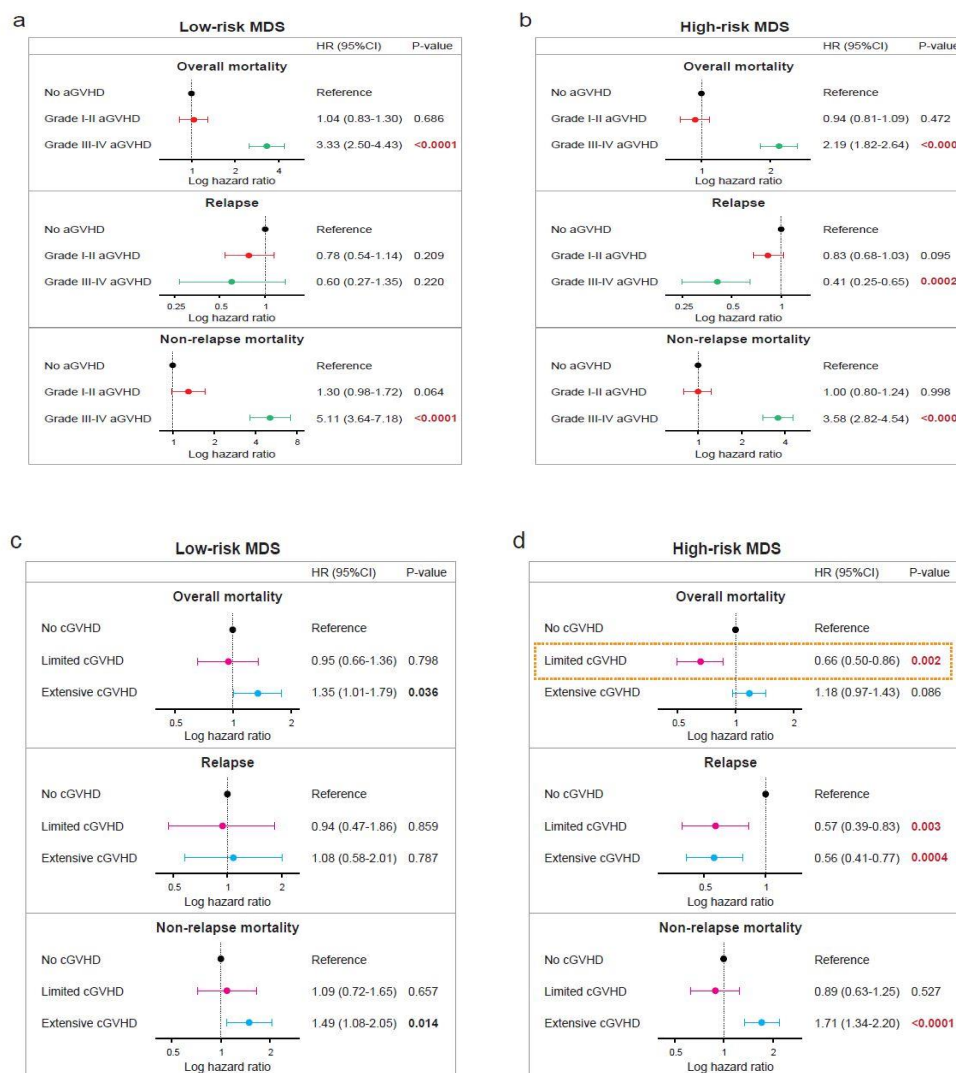 a
Low-risk MDS
HR (95%CI) P-value
Overall mortality
No aGVHD Reference
Grade I-II aGVHD 1.04 (0.83-1.30) 0.686
Grade III-IV aGVHD 3.33 (2.50-4.43) <0.0001
1 2 4
Log hazard ratio
Relapse
No aGVHD Reference
Grade I-II aGVHD 0.78 (0.54-1.14) 0.209
Grade III-IV aGVHD 0.60 (0.27-1.35) 0.220
0.25 0.5 1
Log hazard ratio
Non-relapse mortality
No aGVHD Reference
Grade I-II aGVHD 1.30 (0.98-1.72) 0.064
Grade III-IV aGVHD 5.11 (3.64-7.18) <0.0001
1 2 4 8
Log hazard ratio
b
High-risk MDS
HR (95%CI) P-value
Overall mortality
No aGVHD Reference
Grade I-II aGVHD 0.94 (0.81-1.09) 0.472
Grade III-IV aGVHD 2.19 (1.82-2.64) <0.000
1 2
Log hazard ratio
Relapse
No aGVHD Reference
Grade I-II aGVHD 0.83 (0.68-1.03) 0.095
Grade III-IV aGVHD 0.41 (0.25-0.65) 0.0002
0.25 0.5 1
Log hazard ratio
Non-relapse mortality
No aGVHD Reference
Grade I-II aGVHD 1.00 (0.80-1.24) 0.998
Grade III-IV aGVHD 3.58 (2.82-4.54) <0.000
1 2 4
Log hazard ratio
c
Low-risk MDS
HR (95%CI) P-value
Overall mortality
No cGVHD Reference
Limited cGVHD 0.95 (0.66-1.36) 0.798
Extensive cGVHD 1.35 (1.01-1.79) 0.036
0.5 1 2
Log hazard ratio
Relapse
No cGVHD Reference
Limited cGVHD 0.94 (0.47-1.86) 0.859
Extensive cGVHD 1.08 (0.58-2.01) 0.787
0.5 1 2
Log hazard ratio
Non-relapse mortality
No cGVHD Reference
Limited cGVHD 1.09 (0.72-1.65) 0.657
Extensive cGVHD 1.49 (1.08-2.05) 0.014
0.5 1 2
Log hazard ratio
d
High-risk MDS
HR (95%CI) P-value
Overall mortality
No cGVHD Reference
Limited cGVHD 0.66 (0.50-0.86) 0.002
Extensive cGVHD 1.18 (0.97-1.43) 0.086
0.5 1 2
Log hazard ratio
Relapse
No cGVHD Reference
Limited cGVHD 0.57 (0.39-0.83) 0.003
Extensive cGVHD 0.56 (0.41-0.77) 0.0004
0.5 1
Log hazard ratio
Non-relapse mortality
No cGVHD Reference
Limited cGVHD 0.89 (0.63-1.25) 0.527
Extensive cGVHD 1.71 (1.34-2.20) <0.0001
0.5 1 2
Log hazard ratio